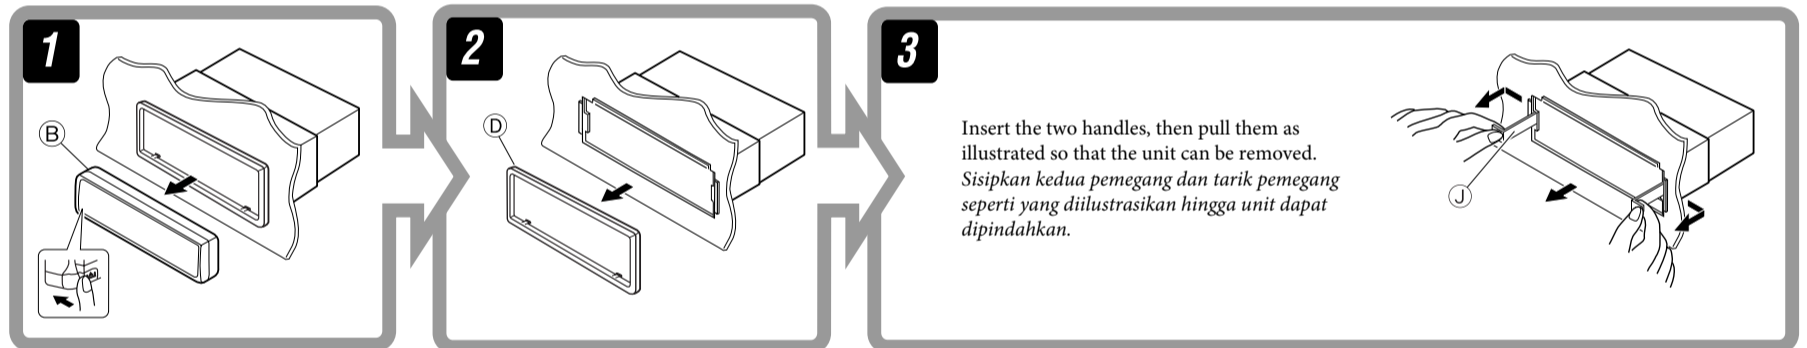 1
B
2
D
3
Insert the two handles, then pull them as
illustrated so that the unit can be removed.
Sisipkan kedua pemegang dan tarik pemegang
seperti yang diilustrasikan hingga unit dapat
dipindahkan.
J